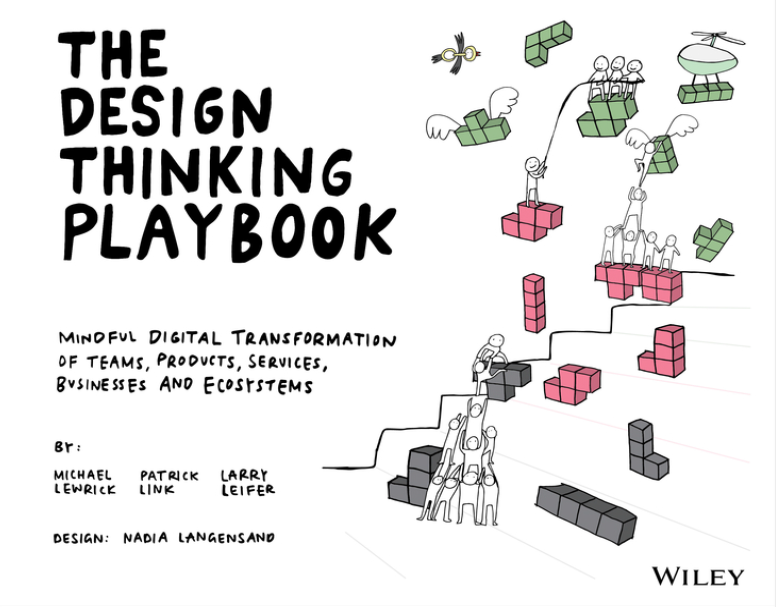 THE
DESIGN
THINKING
PLAYBOOK
MINDFUL DIGITAL TRANSFORMATION
OF TEAMS, PRODUCTS, SERVICES,
BUSINESSES AND ECOSYSTEMS
BY:
MICHAEL PATRICK LARRY
LEWRICK LINK LEIFER
DESIGN: NADIA LANGENSAND
WILEY